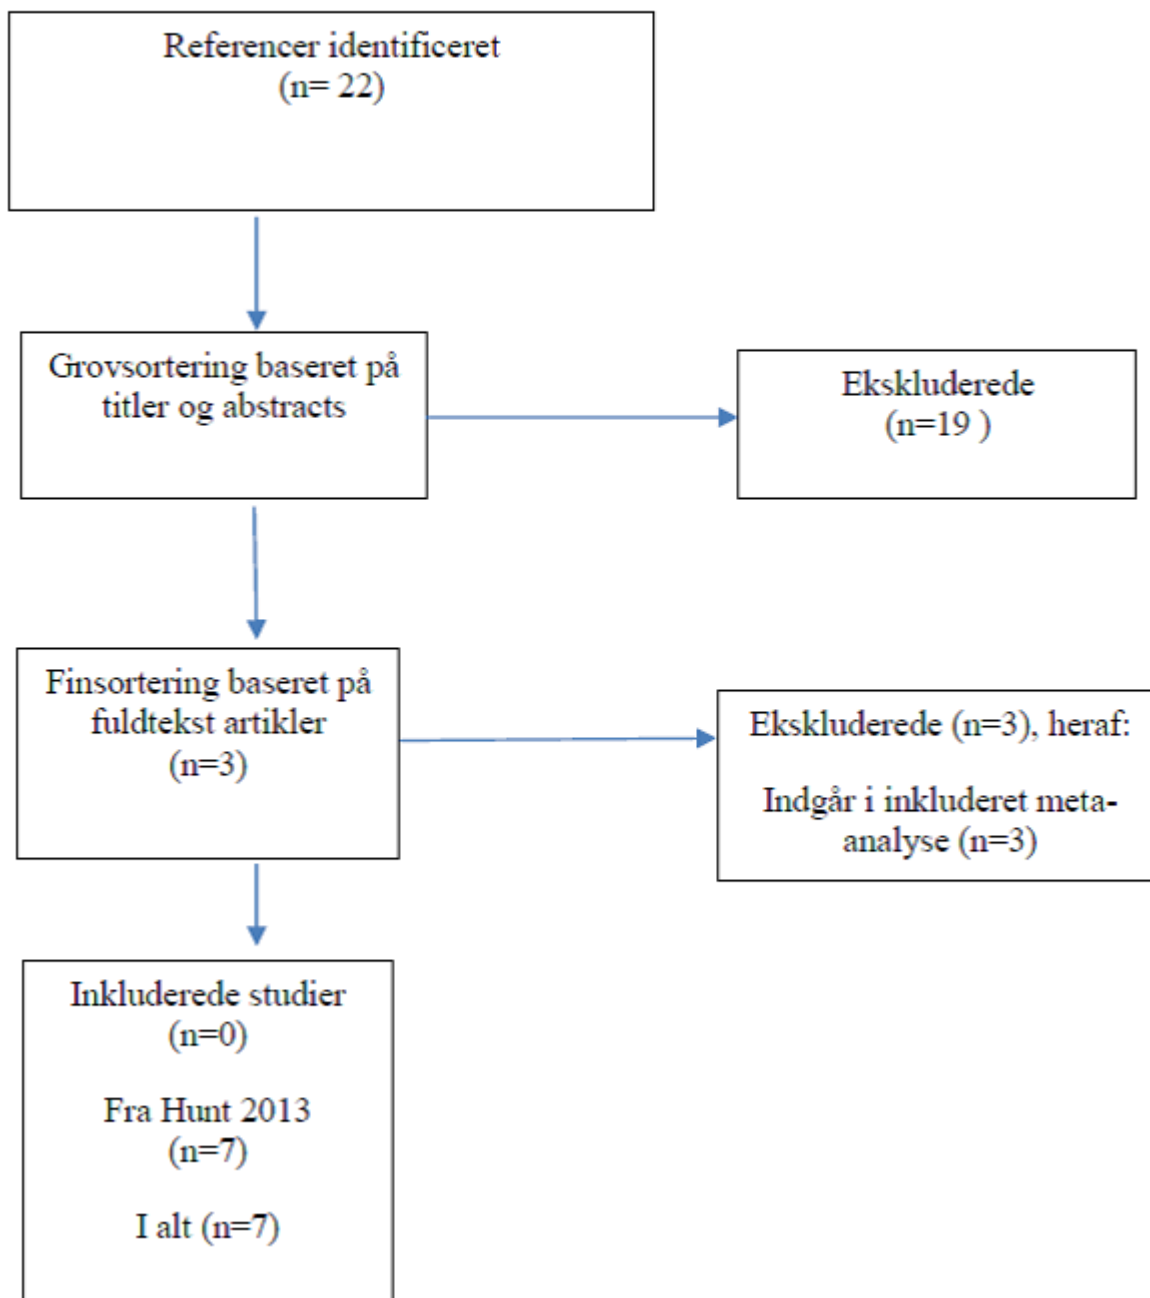 Referencer identificeret
(n= 22)
Grovsortering baseret på
titler og abstracts
Ekskluderede
(n=19 )
Finsortering baseret på
fuldtekst artikler
(n=3)
Ekskluderede (n=3), heraf:
Indgår i inkluderet meta-
analyse (n=3)
Inkluderede studier
(n=0)
Fra Hunt 2013
(n=7)
I alt (n=7)